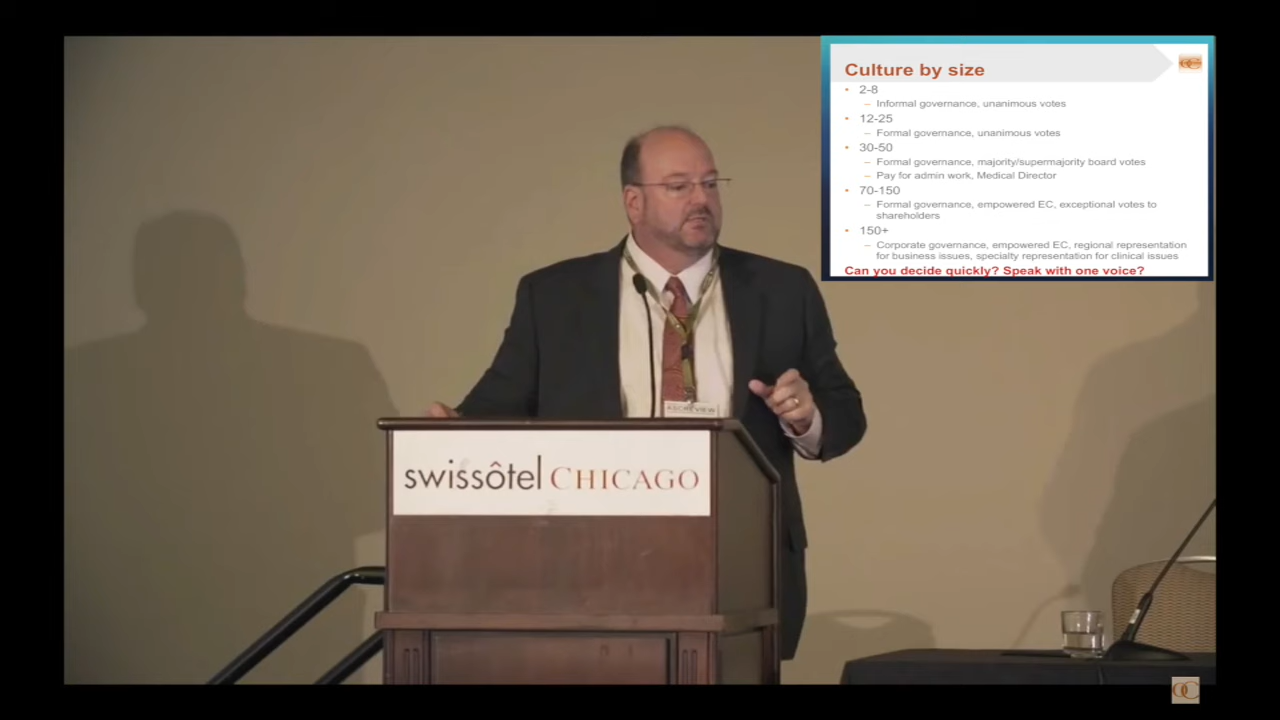 Culture by size
• 2-8
– Informal governance, unanimous votes
• 12-25
– Formal governance, unanimous votes
• 30-50
– Formal governance, majority/supermajority board votes
– Pay for admin work, Medical Director
• 70-150
– Formal governance, empowered EC, exceptional votes to
shareholders
• 150+
– Corporate governance, empowered EC, regional representation
for business issues, specialty representation for clinical issues
Can you decide quickly? Speak with one voice?
ASC REVIEW
swissôtel CHICAGO
OC